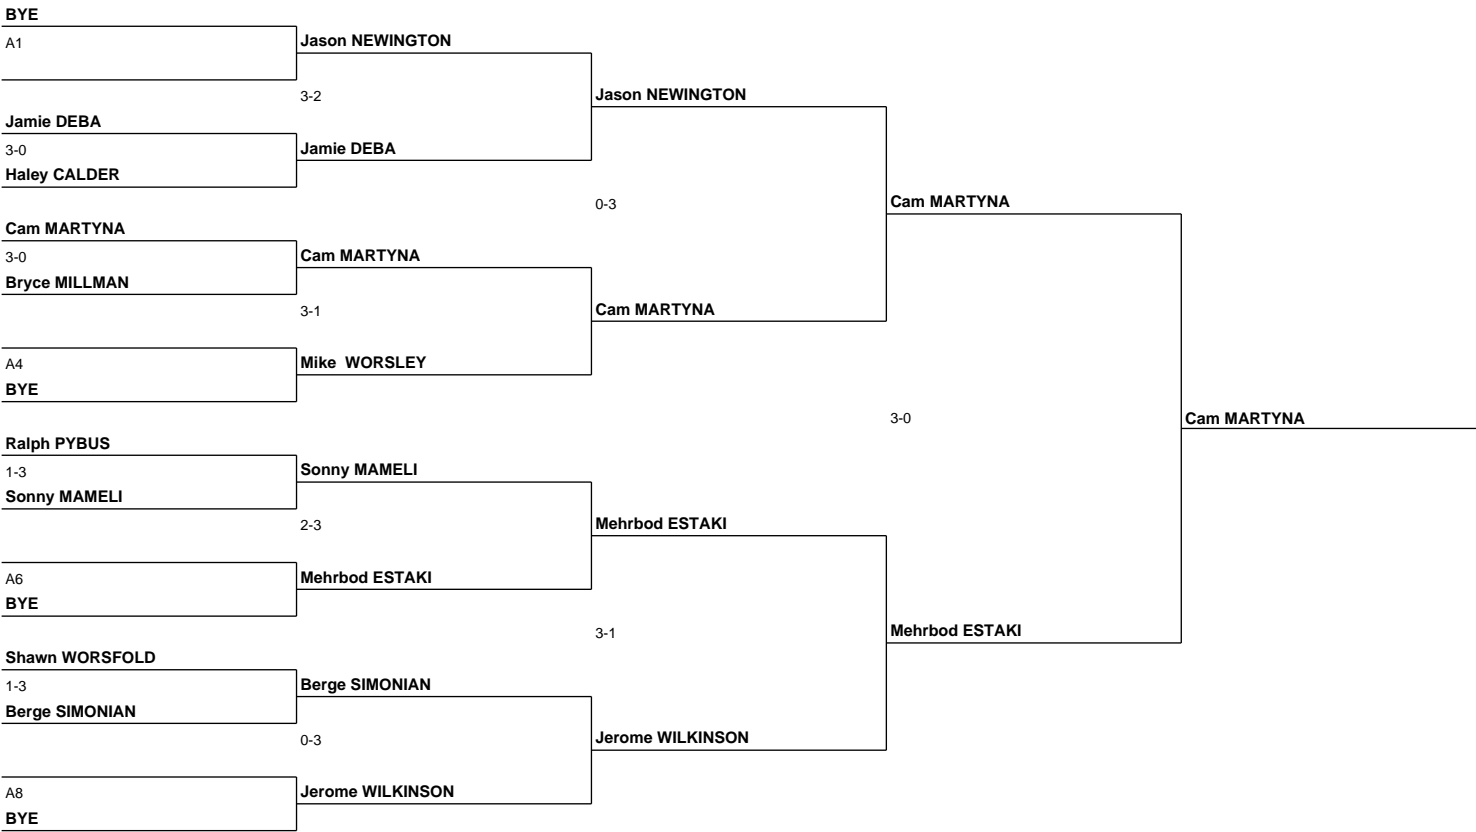 BYE
A1
Jason NEWINGTON
3-2
Jason NEWINGTON
Jamie DEBA
3-0
Jamie DEBA
Haley CALDER
0-3
Cam MARTYNA
Cam MARTYNA
3-0
Cam MARTYNA
Bryce MILLMAN
3-1
Cam MARTYNA
A4
Mike  WORSLEY
BYE
3-0
Cam MARTYNA
Ralph PYBUS
1-3
Sonny MAMELI
Sonny MAMELI
2-3
Mehrbod ESTAKI
A6
Mehrbod ESTAKI
BYE
3-1
Mehrbod ESTAKI
Shawn WORSFOLD
1-3
Berge SIMONIAN
Berge SIMONIAN
0-3
Jerome WILKINSON
A8
Jerome WILKINSON
BYE